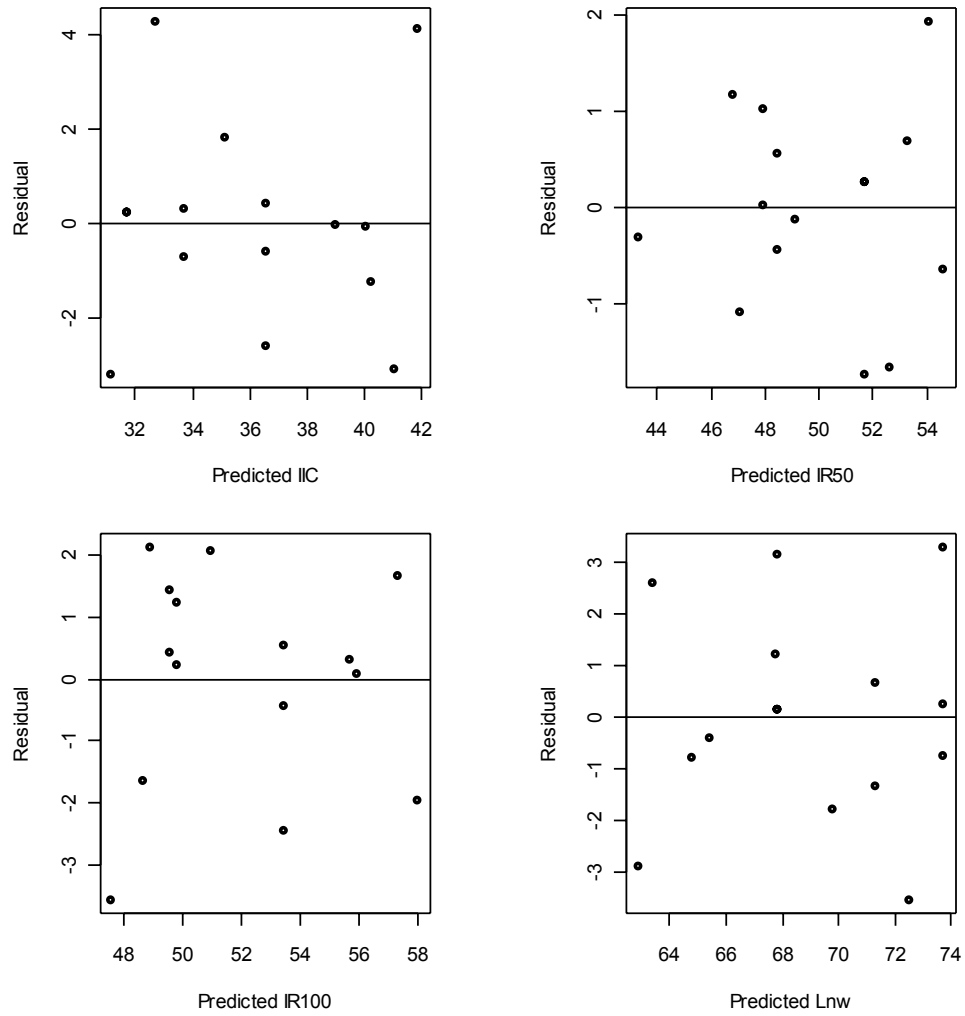 4
2
0
-2
Residual
32 34 36 38 40 42
Predicted IIC
2
1
0
-1
Residual
44 46 48 50 52 54
Predicted IR50
2
1
0
-1
-2
-3
Residual
48 50 52 54 56 58
Predicted IR100
3
2
1
0
-1
-2
-3
Residual
64 66 68 70 72 74
Predicted Lnw